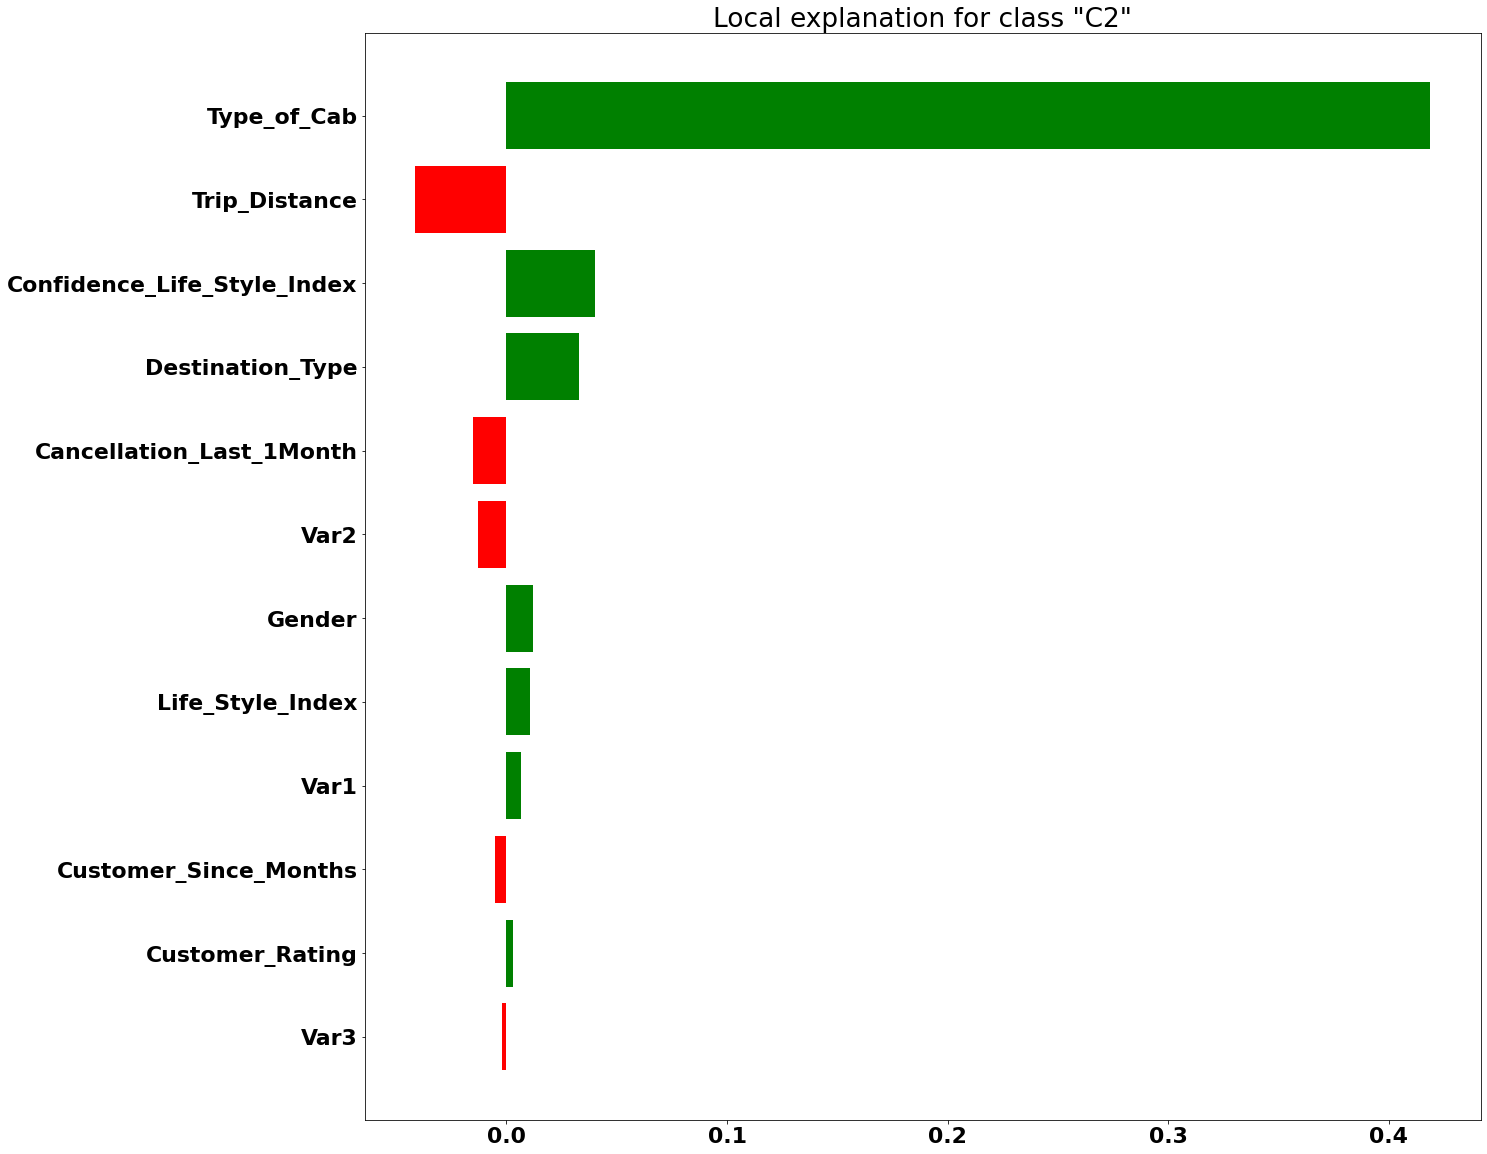 Local explanation for class "C2"
Type_of_Cab
Trip_Distance
Confidence_Life_Style_Index
Destination_Type
Cancellation_Last_1Month
Var2
Gender
Life_Style_Index
Var1
Customer_Since_Months
Customer_Rating
Var3
0.0 0.1 0.2 0.3 0.4